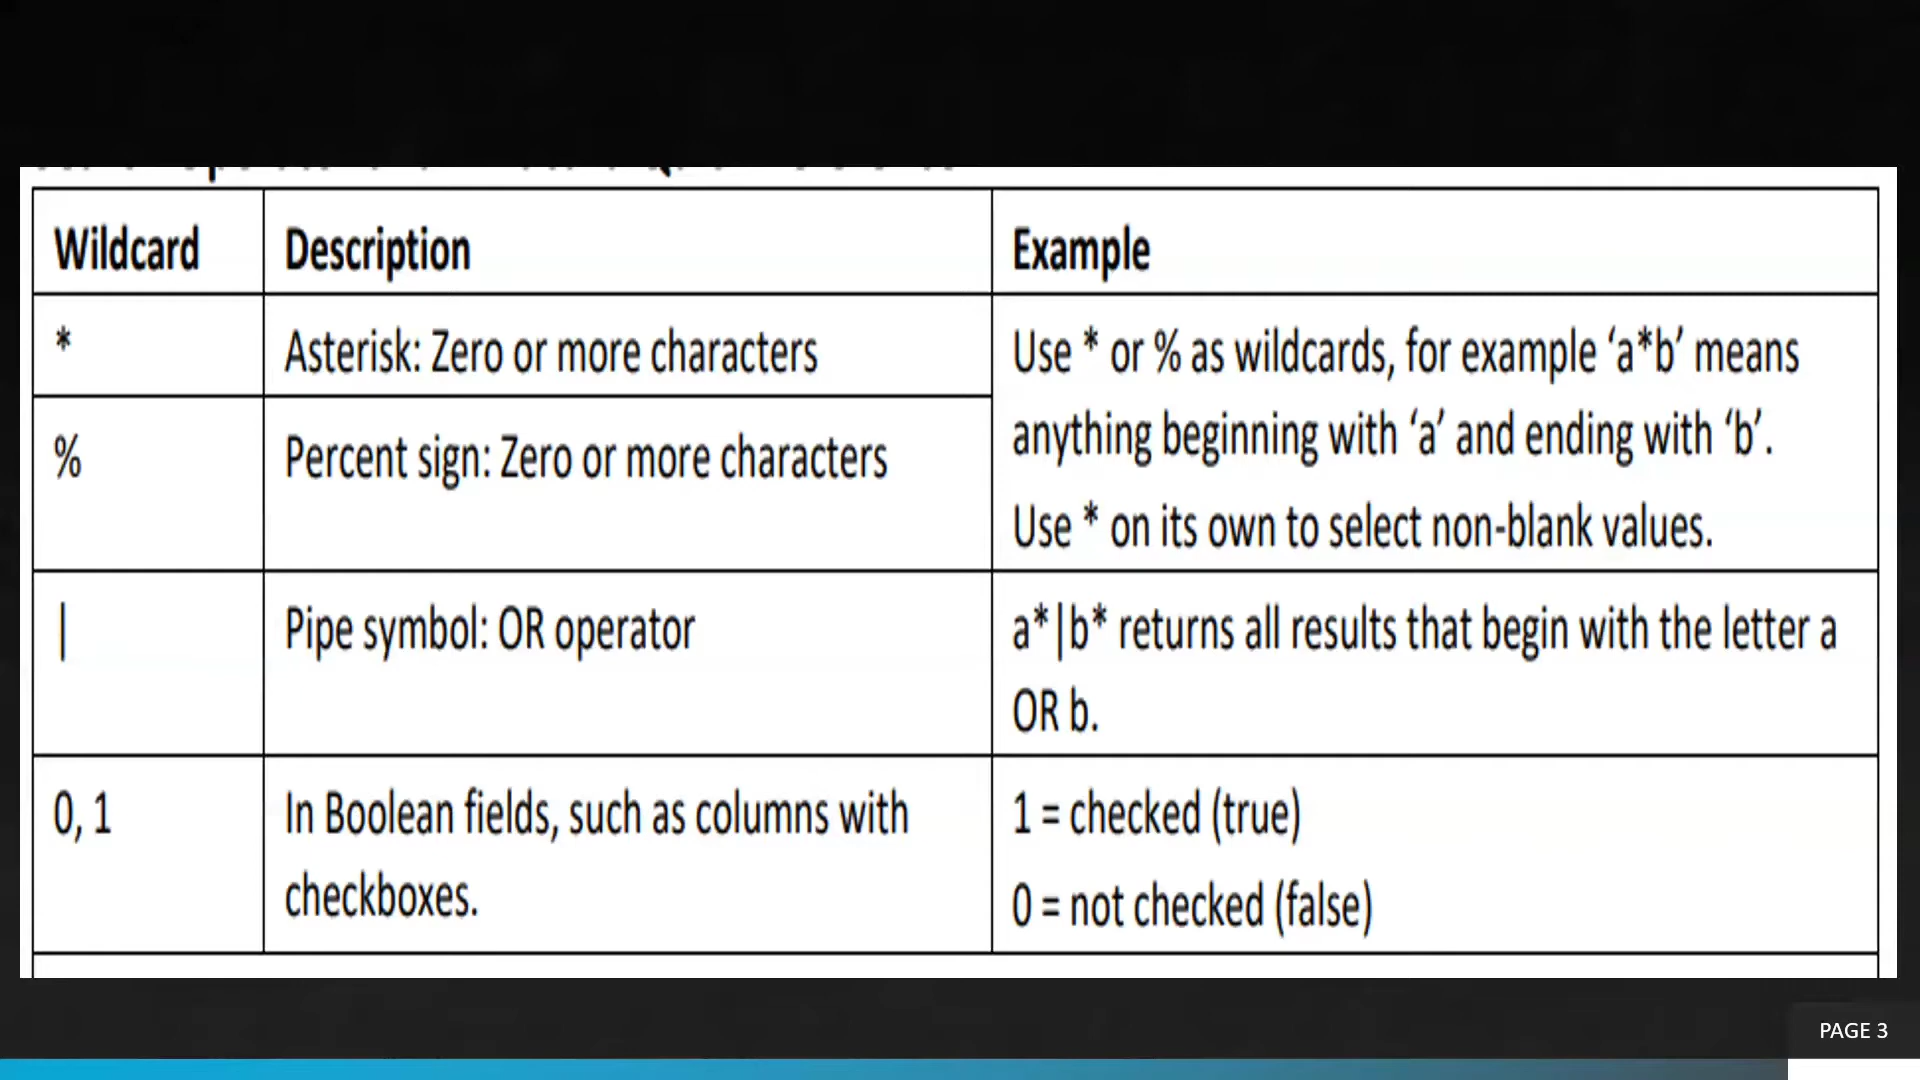 Wildcard Description Example
* Asterisk: Zero or more characters Use * or % as wildcards, for example ‘a*b’ means
% Percent sign: Zero or more characters anything beginning with ‘a’ and ending with ‘b’.
Use * on its own to select non-blank values.
| Pipe symbol: OR operator a*|b* returns all results that begin with the letter a
OR b.
0, 1 In Boolean fields, such as columns with 1 = checked (true)
checkboxes. 0 = not checked (false)
PAGE 3